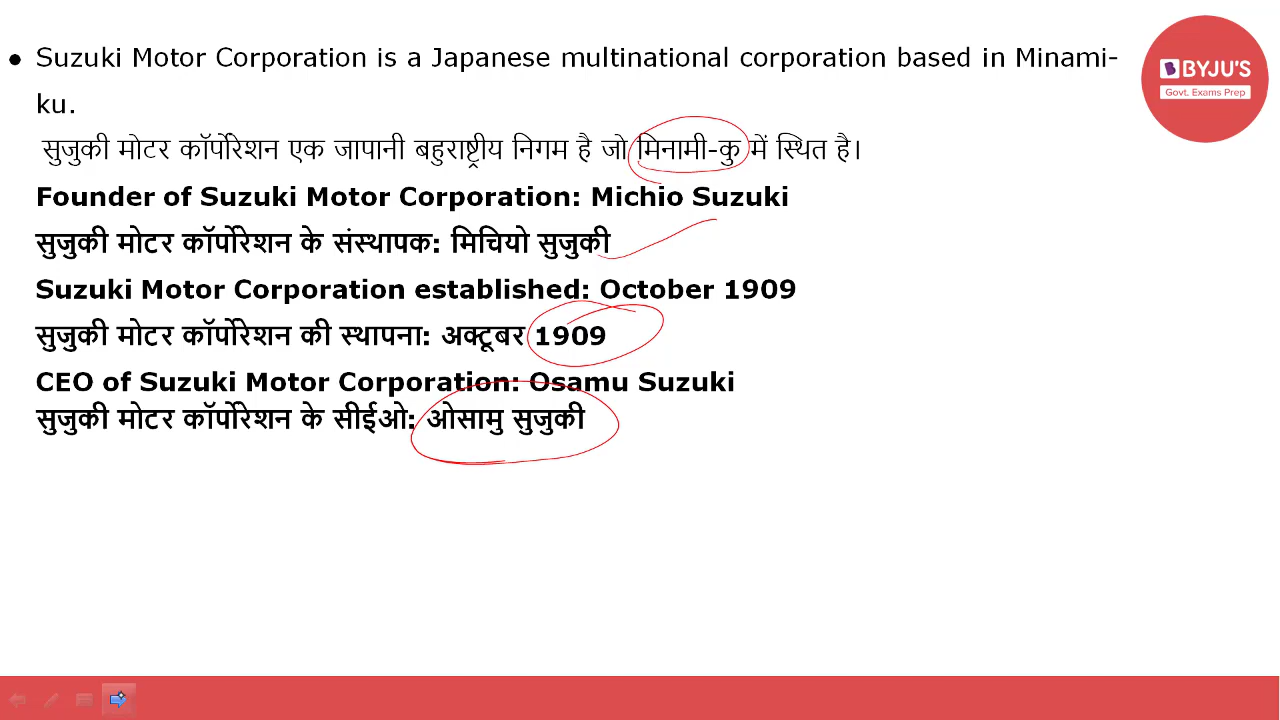 • Suzuki Motor Corporation is a Japanese multinational corporation based in Minami-
ku.
सुजुकी मोटर कॉर्पोरेशन एक जापानी बहुराष्ट्रीय निगम है जो मिनामी-कु में स्थित है।
Founder of Suzuki Motor Corporation: Michio Suzuki
सुजुकी मोटर कॉर्पोरेशन के संस्थापक: मिचियो सुजुकी
Suzuki Motor Corporation established: October 1909
सुजुकी मोटर कॉर्पोरेशन की स्थापना: अक्टूबर 1909
CEO of Suzuki Motor Corporation: Osamu Suzuki
सुजुकी मोटर कॉर्पोरेशन के सीईओ: ओसामु सुजुकी
BYJU'S
Govt. Exams Prep